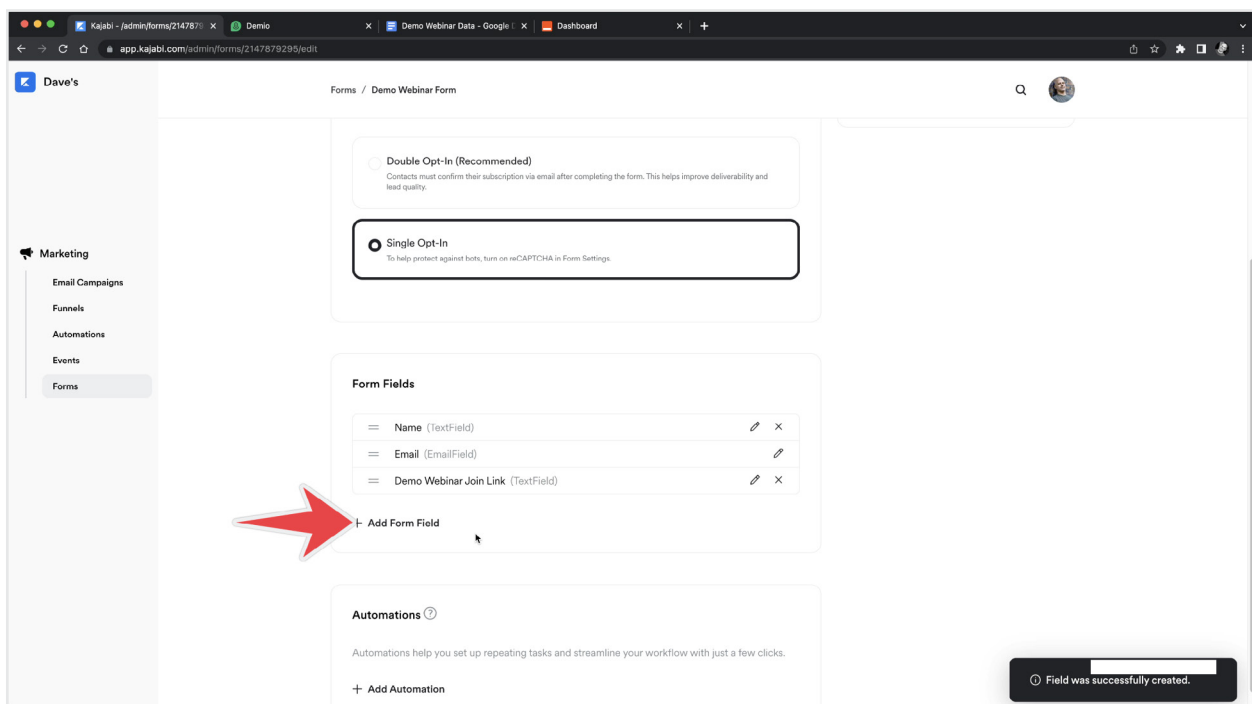 Kajabi - /admin/forms/2147879
Demio
Demo Webinar Data - Google D
Dashboard
app.kajabi.com/admin/forms/2147879295/edit
Dave's
Forms / Demo Webinar Form
Double Opt-In (Recommended)
Contacts must confirm their subscription via email after completing the form. This helps improve deliverability and
lead quality.
Single Opt-In
To help protect against bots, turn on reCAPTCHA in Form Settings.
Marketing
Email Campaigns
Funnels
Automations
Events
Forms
Form Fields
Name (TextField)
Email (EmailField)
Demo Webinar Join Link (TextField)
+ Add Form Field
Automations ?
Automations help you set up repeating tasks and streamline your workflow with just a few clicks.
+ Add Automation
Field was successfully created.